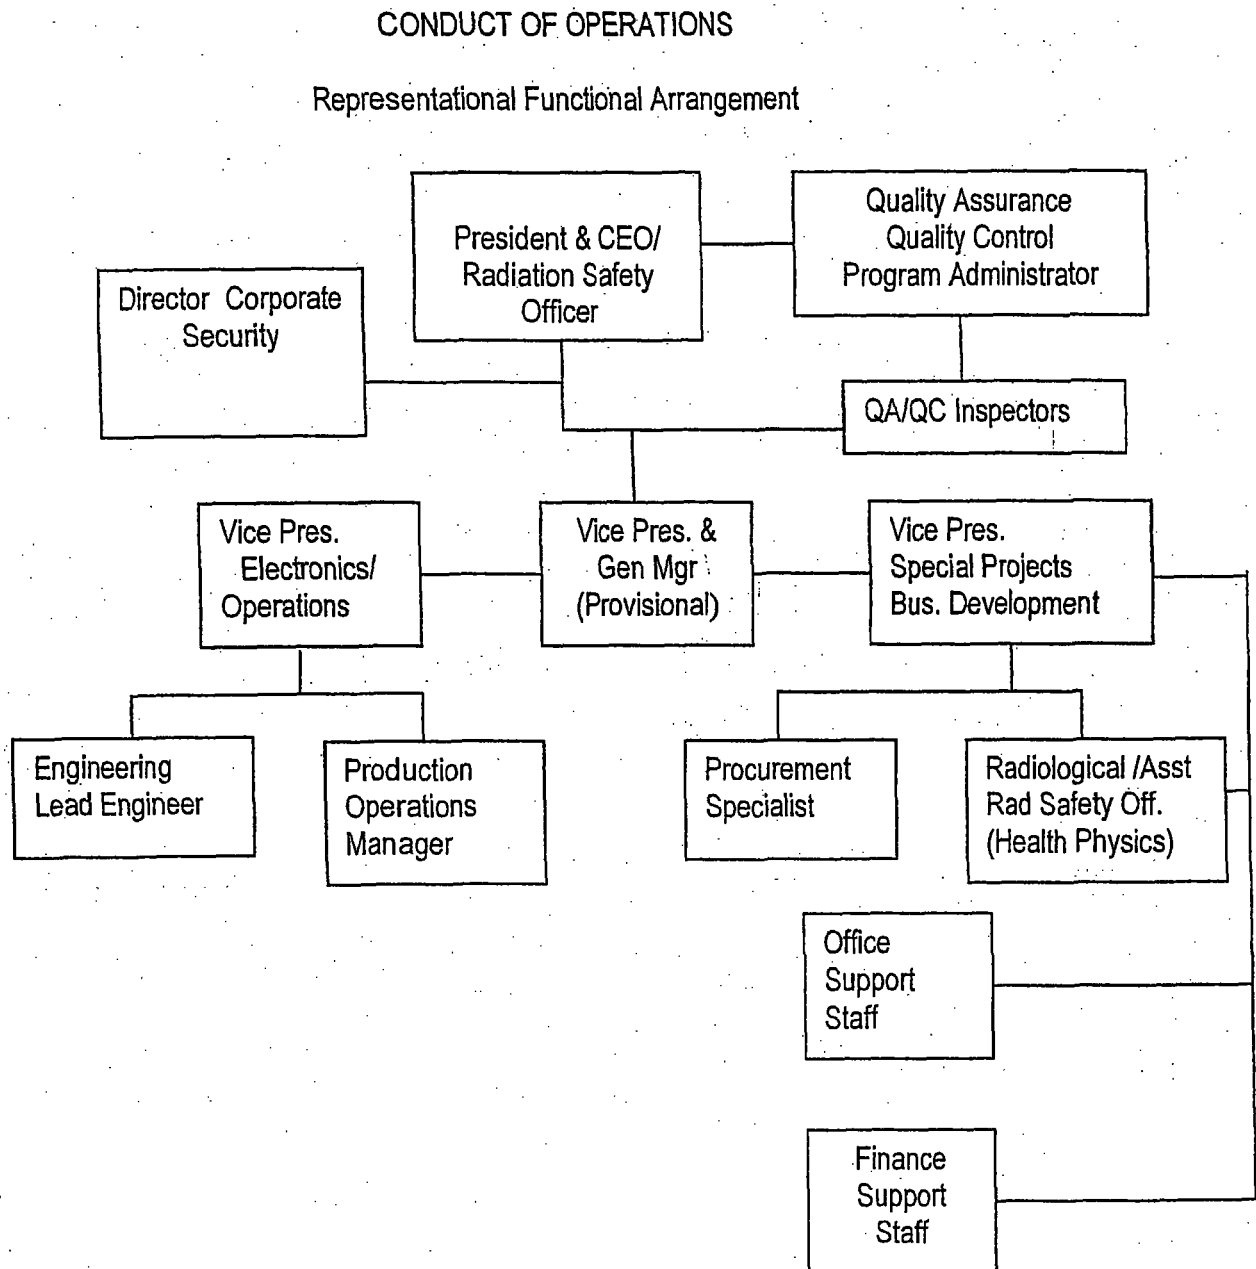 CONDUCT OF OPERATIONS
Representational Functional Arrangement
President & CEO/
Radiation Safety
Officer
Quality Assurance
Quality Control
Program Administrator
Director Corporate
Security
QA/QC Inspectors
Vice Pres.
Electronics/
Operations
Vice Pres. &
Gen Mgr
(Provisional)
Vice Pres.
Special Projects
Bus. Development
Engineering
Lead Engineer
Production
Operations
Manager
Procurement
Specialist
Radiological /Asst
Rad Safety Off.
(Health Physics)
Office
Support
Staff
Finance
Support
Staff